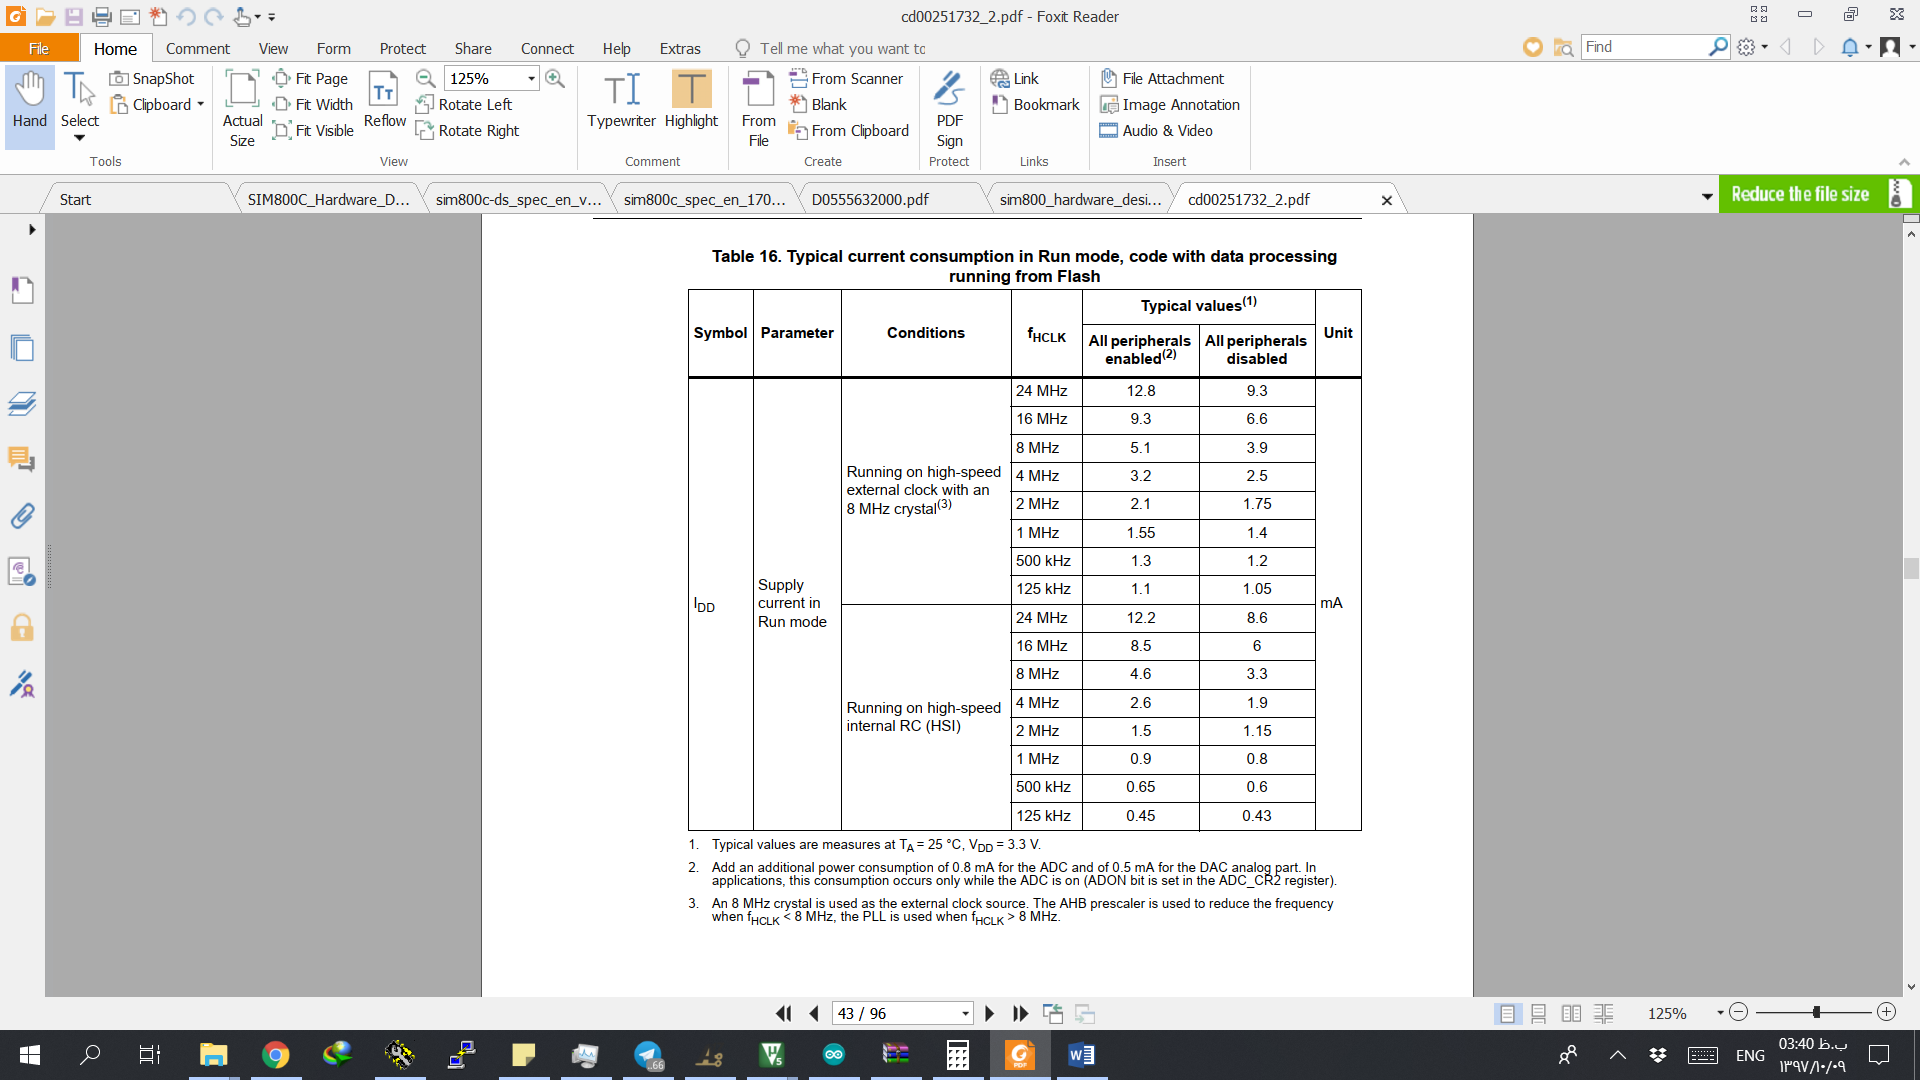 cd00251732_2.pdf - Foxit Reader
File Home Comment View Form Protect Share Connect Help Extras Tell me what you want to Find
Hand
Select
SnapShot
Clipboard
Tools
Actual
Size
Fit Page
Fit Width
Fit Visible
Reflow
125%
Rotate Left
Rotate Right
View
Typewriter
Highlight
Comment
From
File
From Scanner
Blank
From Clipboard
Create
PDF
Sign
Protect
Link
Bookmark
Links
File Attachment
Image Annotation
Audio & Video
Insert
Start SIM800C_Hardware_D... sim800c-ds_spec_en_v... sim800c_spec_en_170... D0555632000.pdf sim800_hardware_desi... cd00251732_2.pdf Reduce the file size
Table 16. Typical current consumption in Run mode, code with data processing
running from Flash
Symbol Parameter Conditions fHCLK Typical values(1) Unit
All peripherals
enabled(2)
All peripherals
disabled
IDD
Supply
current in
Run mode
Running on high-speed
external clock with an
8 MHz crystal(3)
24 MHz 12.8 9.3
16 MHz 9.3 6.6
8 MHz 5.1 3.9
4 MHz 3.2 2.5
2 MHz 2.1 1.75
1 MHz 1.55 1.4
500 kHz 1.3 1.2
125 kHz 1.1 1.05
Running on high-speed
internal RC (HSI)
24 MHz 12.2 8.6
16 MHz 8.5 6
8 MHz 4.6 3.3
4 MHz 2.6 1.9
2 MHz 1.5 1.15
1 MHz 0.9 0.8
500 kHz 0.65 0.6
125 kHz 0.45 0.43
mA
1. Typical values are measures at TA = 25 °C, VDD = 3.3 V.
2. Add an additional power consumption of 0.8 mA for the ADC and of 0.5 mA for the DAC analog part. In
applications, this consumption occurs only while the ADC is on (ADON bit is set in the ADC_CR2 register).
3. An 8 MHz crystal is used as the external clock source. The AHB prescaler is used to reduce the frequency
when fHCLK < 8 MHz, the PLL is used when fHCLK > 8 MHz.
43 / 96
125%
ENG
03:40 ب.ظ
۱۳۹۷/۱۰/۰۹